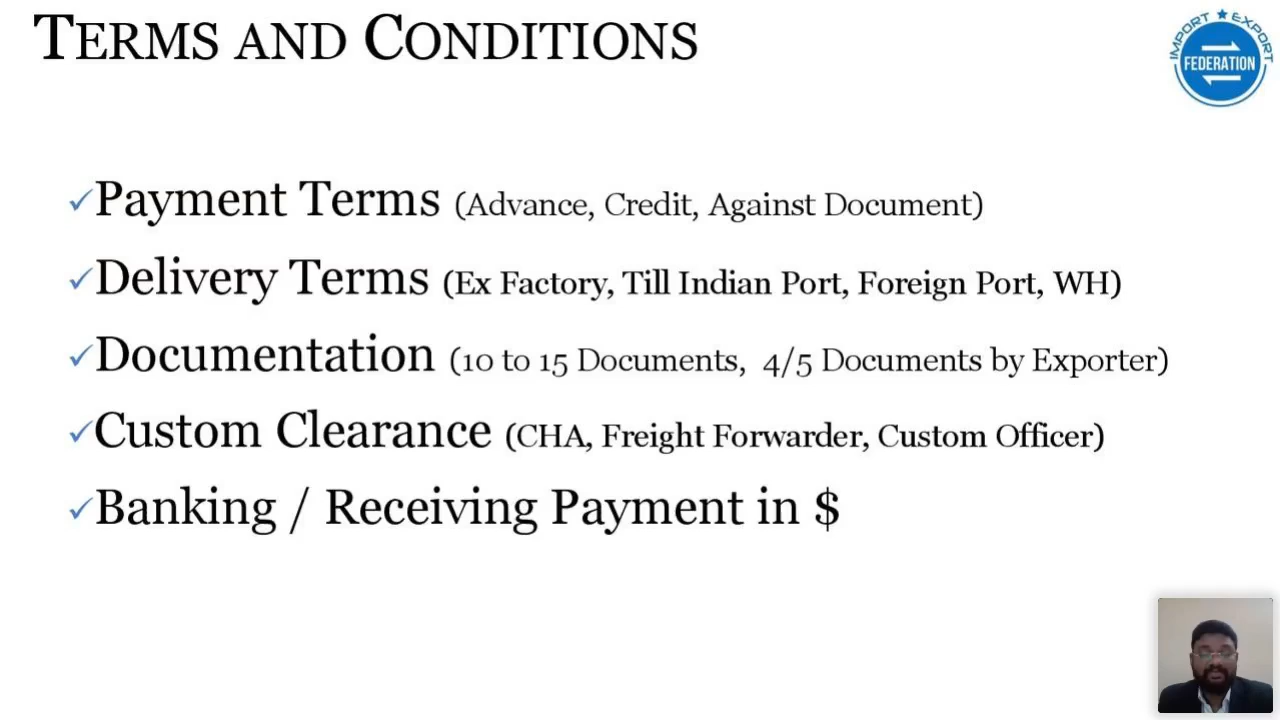 TERMS AND CONDITIONS
IMPORT ★ EXPORT
FEDERATION
✓Payment Terms (Advance, Credit, Against Document)
✓Delivery Terms (Ex Factory, Till Indian Port, Foreign Port, WH)
✓Documentation (10 to 15 Documents,  4/5 Documents by Exporter)
✓Custom Clearance (CHA, Freight Forwarder, Custom Officer)
✓Banking / Receiving Payment in $